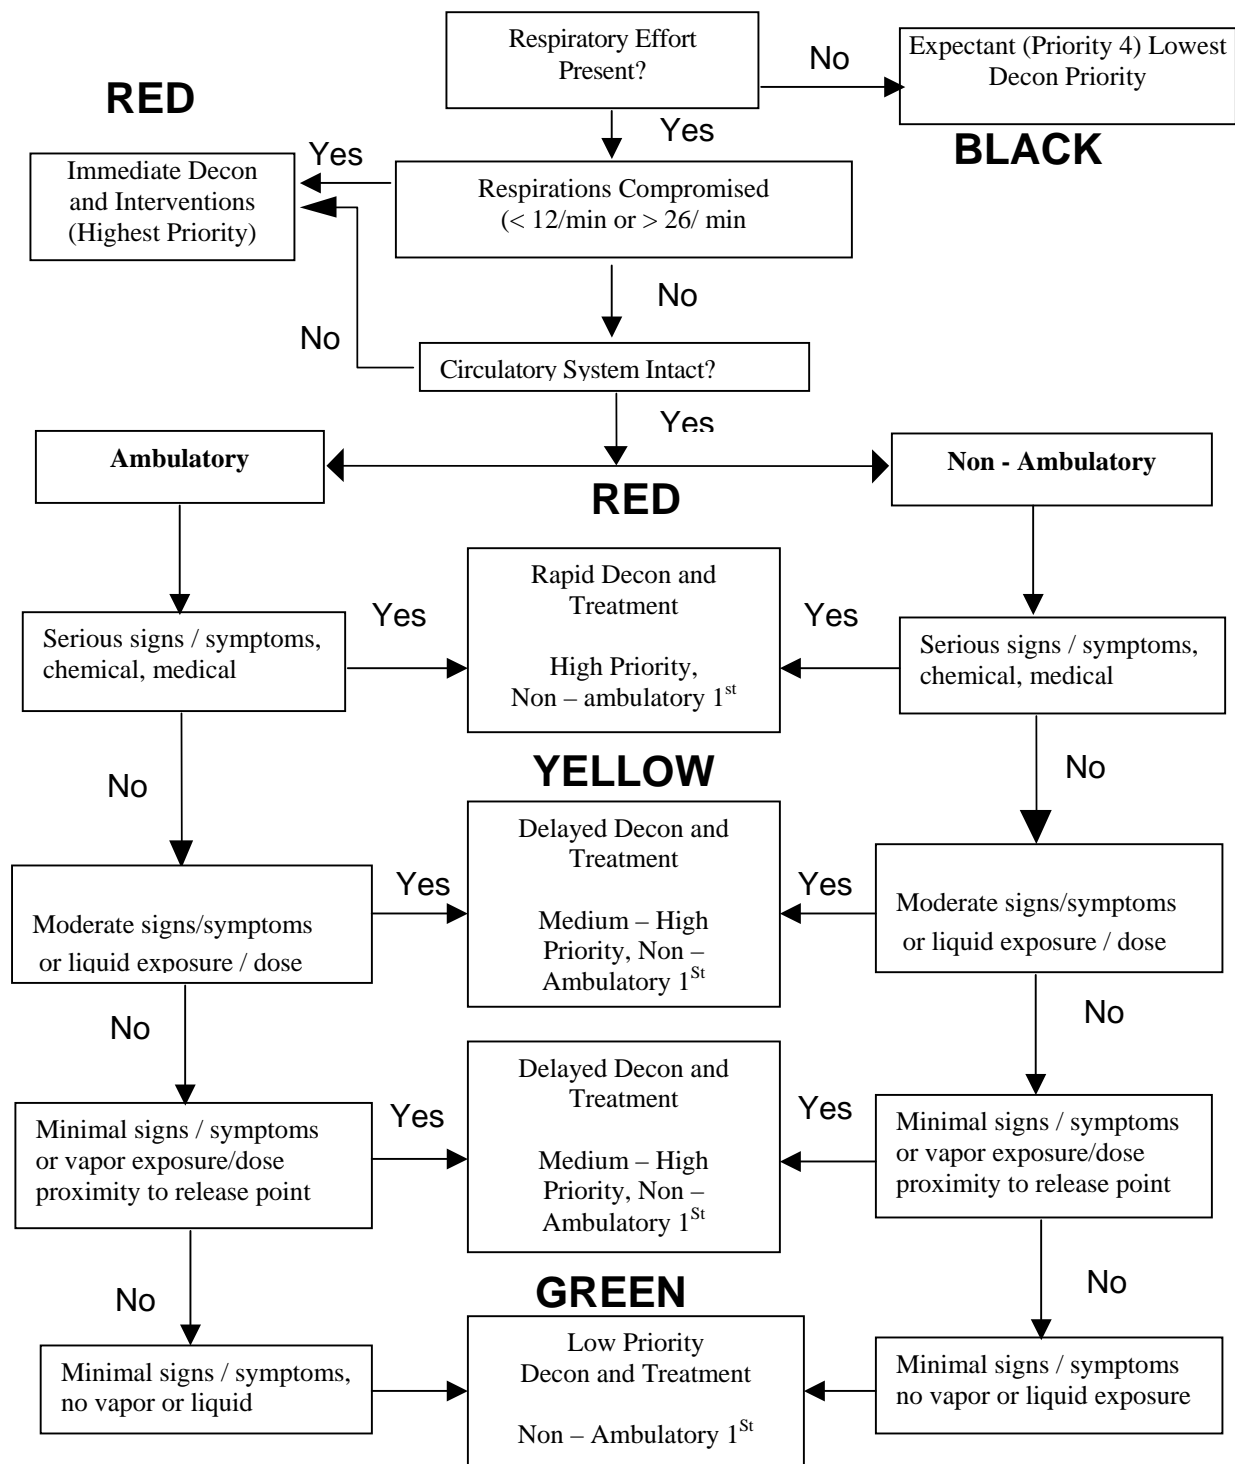 Respiratory Effort
Present?
No
Expectant (Priority 4) Lowest
Decon Priority
BLACK
RED
Yes
Yes
Immediate Decon
and Interventions
(Highest Priority)
Respirations Compromised
(< 12/min or > 26/ min
No
No
Circulatory System Intact?
Yes
Ambulatory
Non - Ambulatory
RED
Serious signs / symptoms,
chemical, medical
Yes
Rapid Decon and
Treatment
High Priority,
Non – ambulatory 1st
Yes
Serious signs / symptoms,
chemical, medical
No
YELLOW
No
Moderate signs/symptoms
or liquid exposure / dose
Yes
Delayed Decon and
Treatment
Medium – High
Priority, Non –
Ambulatory 1St
Yes
Moderate signs/symptoms
or liquid exposure / dose
No
No
Minimal signs / symptoms
or vapor exposure/dose
proximity to release point
Yes
Delayed Decon and
Treatment
Medium – High
Priority, Non –
Ambulatory 1St
Yes
Minimal signs / symptoms
or vapor exposure/dose
proximity to release point
No
GREEN
No
Minimal signs / symptoms,
no vapor or liquid
Low Priority
Decon and Treatment
Non – Ambulatory 1St
Minimal signs / symptoms
no vapor or liquid exposure